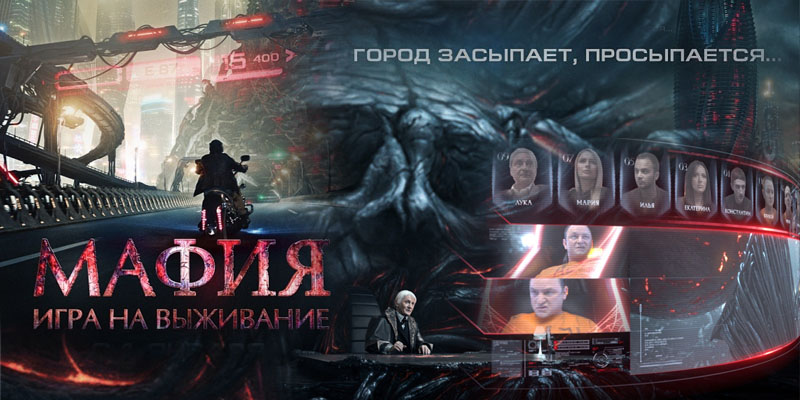 ГОРОД ЗАСЫПАЕТ, ПРОСЫПАЕТСЯ...
ЛУКА
МАРИЯ
ИЛЬЯ
ЕКАТЕРИНА
КОНСТАНТИН
МАФИЯ
ИГРА НА ВЫЖИВАНИЕ